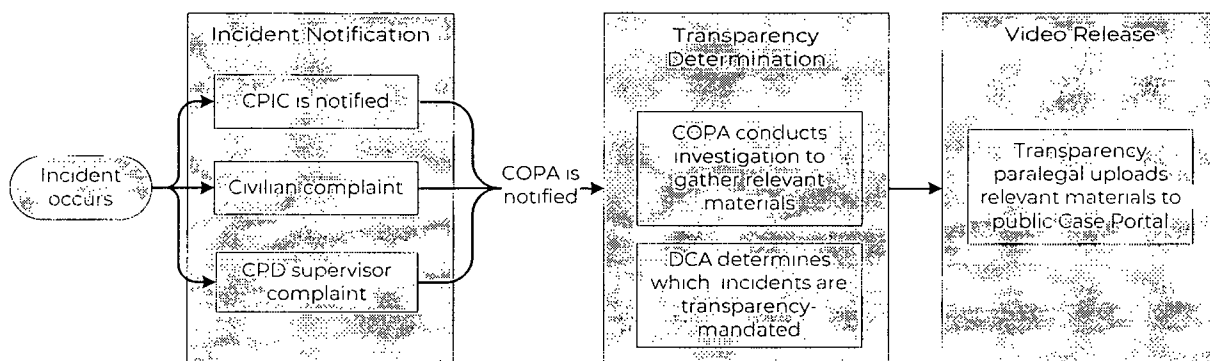 Incident
occurs
Incident Notification
CPIC is notified
Civilian complaint
CPD supervisor
complaint
COPA is
notified
Transparency
Determination
COPA conducts
investigation to
gather relevant
materials
DCA determines
which incidents are
transparency-
mandated
Video Release
Transparency
paralegal uploads
relevant materials to
public Case Portal